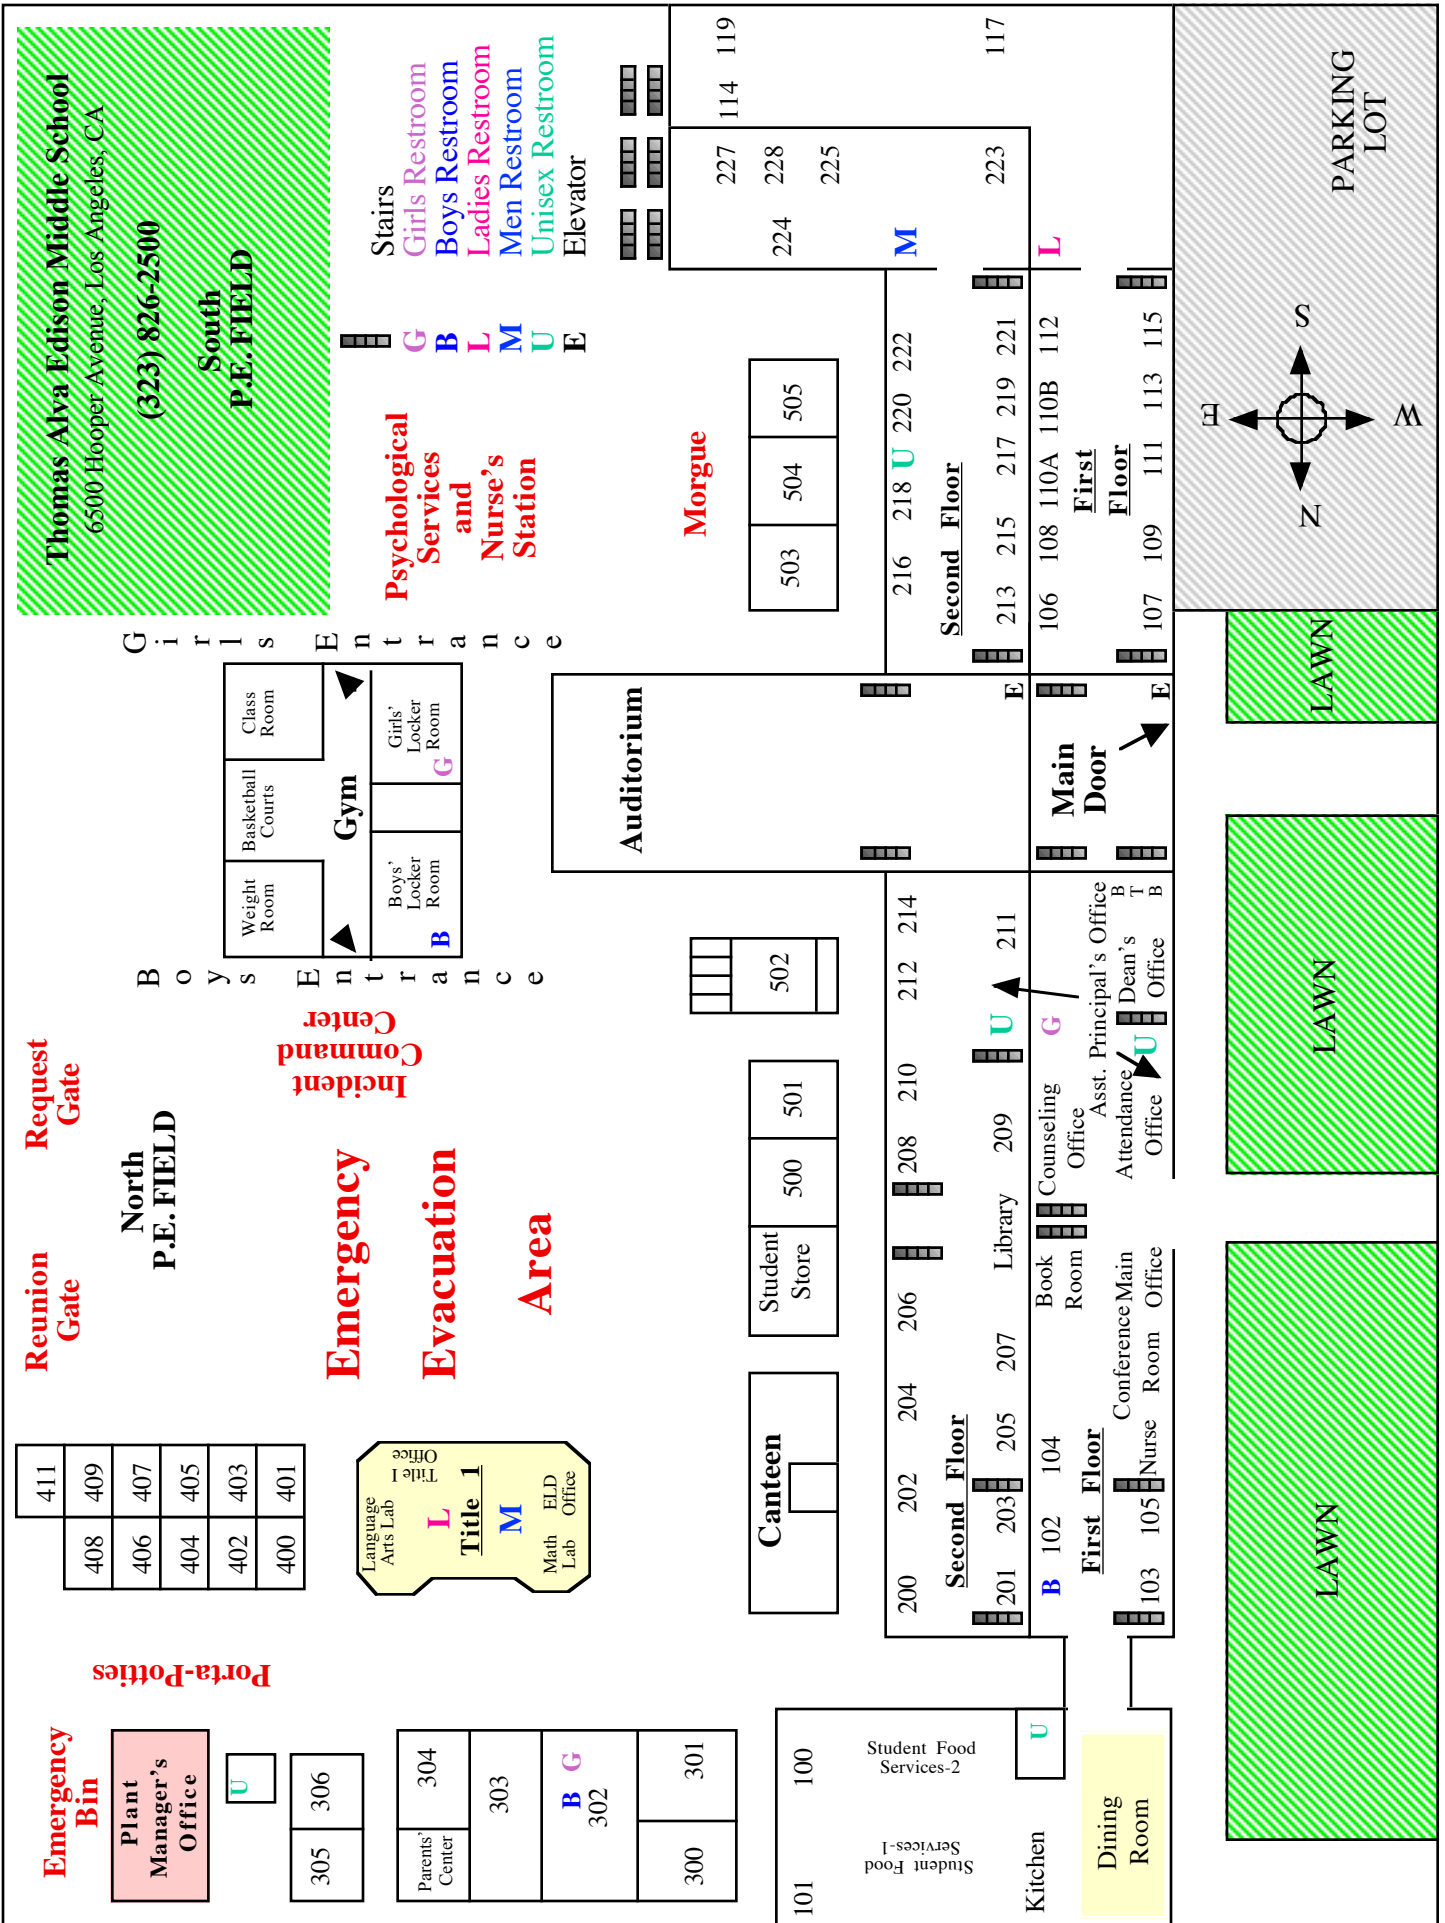 Thomas Alva Edison Middle School
6500 Hooper Avenue, Los Angeles, CA
(323) 826-2500
South
P.E. FIELD
Stairs
G Girls Restroom
B Boys Restroom
L Ladies Restroom
M Men Restroom
U Unisex Restroom
E Elevator
Psychological
Services
and
Nurse's
Station
Morgue
Girls Entrance
Boys Entrance
Class
Room
Basketball
Courts
Weight
Room
Gym
Girls'
Locker
Room
G
Boys'
Locker
Room
B
Request
Gate
Reunion
Gate
North
P.E. FIELD
Incident
Command
Center
Emergency
Evacuation
Area
411
408 409
406 407
404 405
402 403
400 401
Language
Arts Lab
Title I
Office
L
Title 1
M
Math
Lab
ELD
Office
Porta-Potties
Emergency
Bin
Plant
Manager's
Office
U
305 306
Parents'
Center
304
303
B G
302
300 301
101 100
Student Food
Services-1
Student Food
Services-2
Kitchen
U
Dining
Room
Canteen
Student
Store
500 501
502
503 504 505
Auditorium
200 202 204 206 208 210 212 214
Second Floor
201 203 205 207 Library 209 U 211
B 102 104
Book
Room
Counseling
Office
G
First Floor
103 105 Nurse
Conference
Room
Main
Office
Attendance
Office
Asst. Principal's Office
U
Dean's
Office
B
T
B
E
E
Main
Door
216 218 U 220 222
Second Floor
213 215 217 219 221
106 108 110A 110B 112
First
Floor
107 109 111 113 115
M
L
224
227
228
225
223
114 119
117
PARKING
LOT
N
E
S
W
LAWN
LAWN
LAWN
LAWN